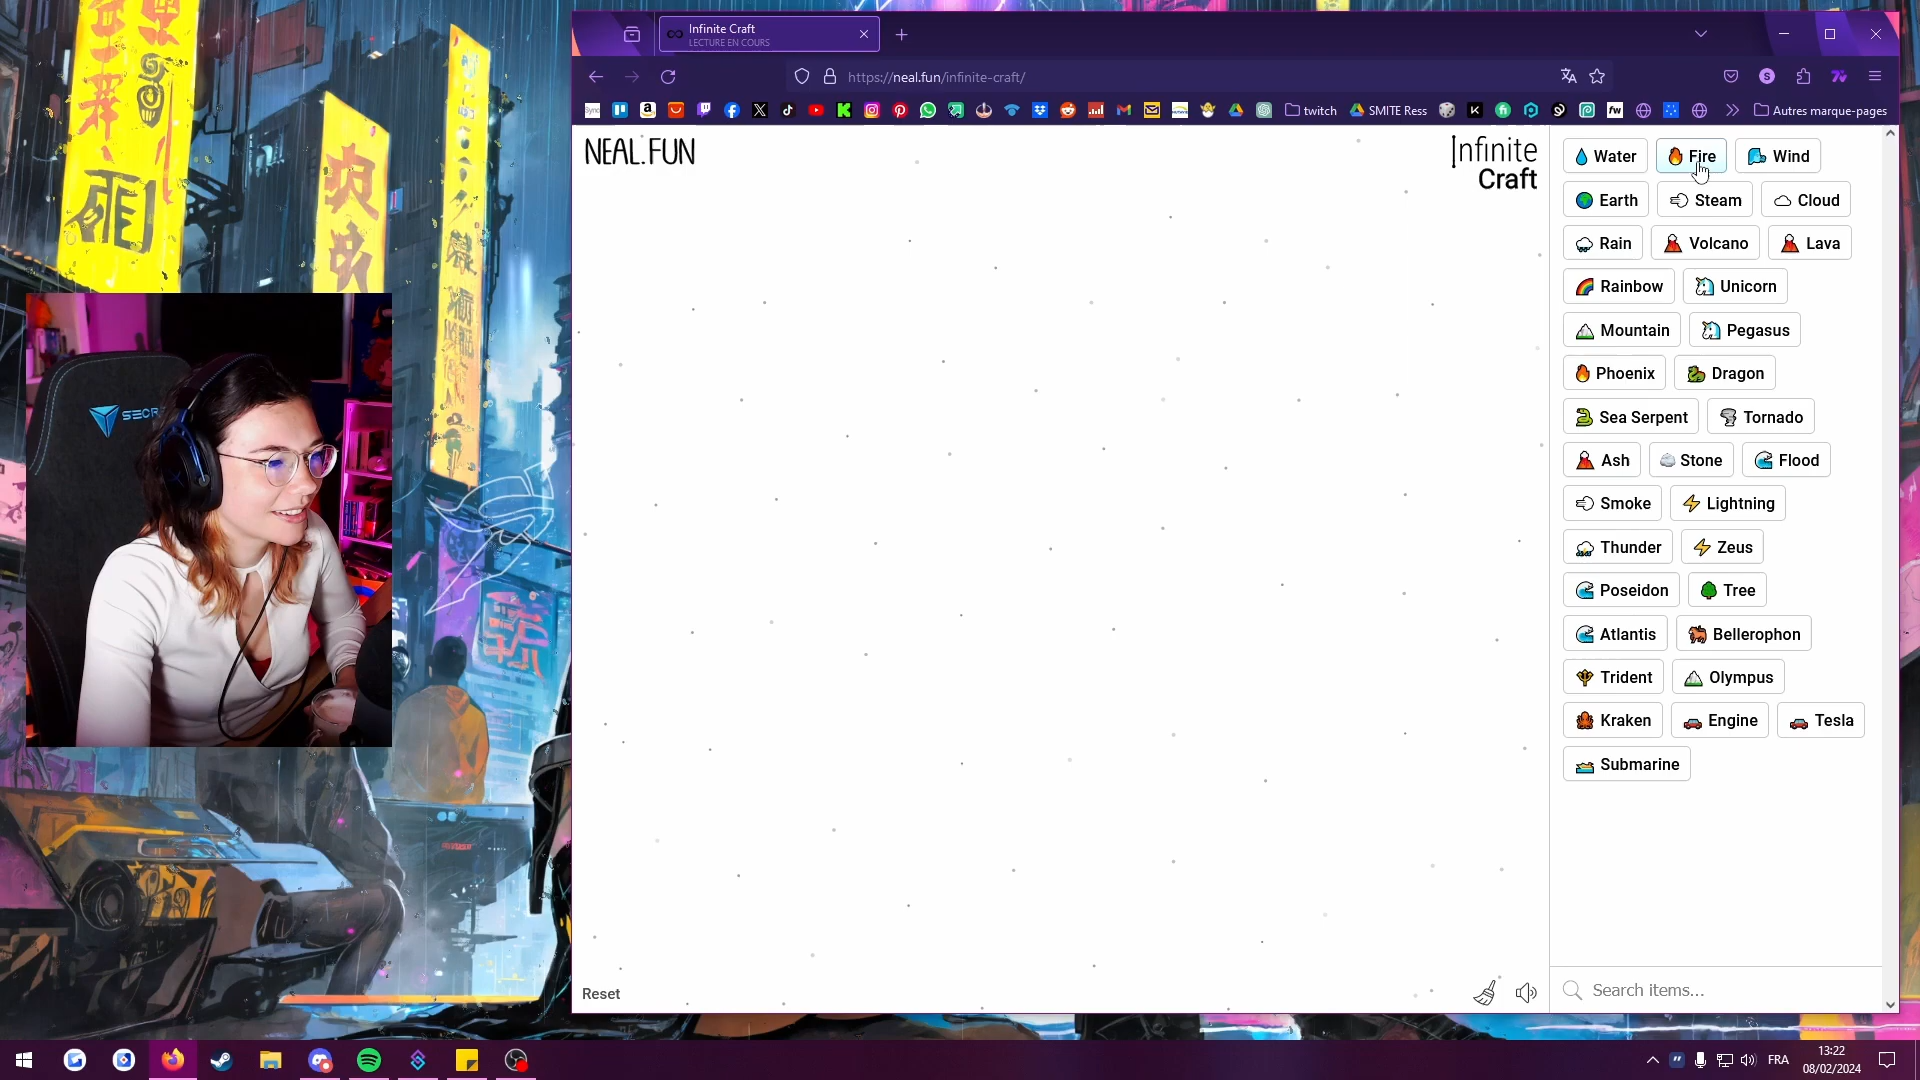 Infinite Craft
LECTURE EN COURS
https://neal.fun/infinite-craft/
twitch
SMITE Ress
Autres marque-pages
NEAL.FUN
Infinite
Craft
Water
Fire
Wind
Earth
Steam
Cloud
Rain
Volcano
Lava
Rainbow
Unicorn
Mountain
Pegasus
Phoenix
Dragon
Sea Serpent
Tornado
Ash
Stone
Flood
Smoke
Lightning
Thunder
Zeus
Poseidon
Tree
Atlantis
Bellerophon
Trident
Olympus
Kraken
Engine
Tesla
Submarine
SECR
Reset
Search items...
FRA
13:22
08/02/2024